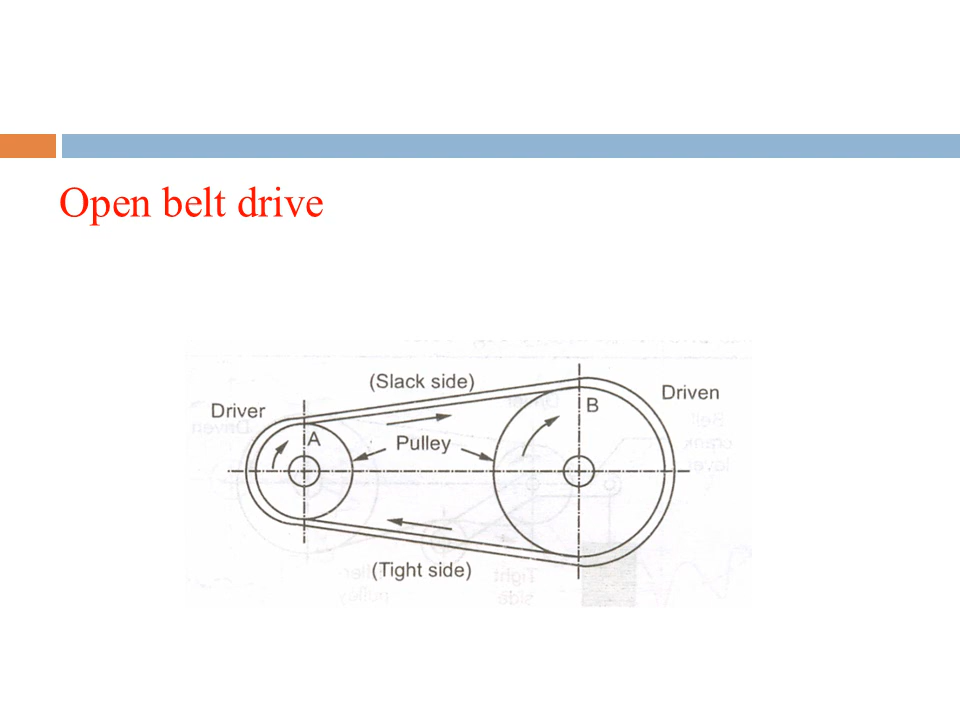 Open belt drive
(Slack side)
Driven
Driver
B
A
Pulley
(Tight side)